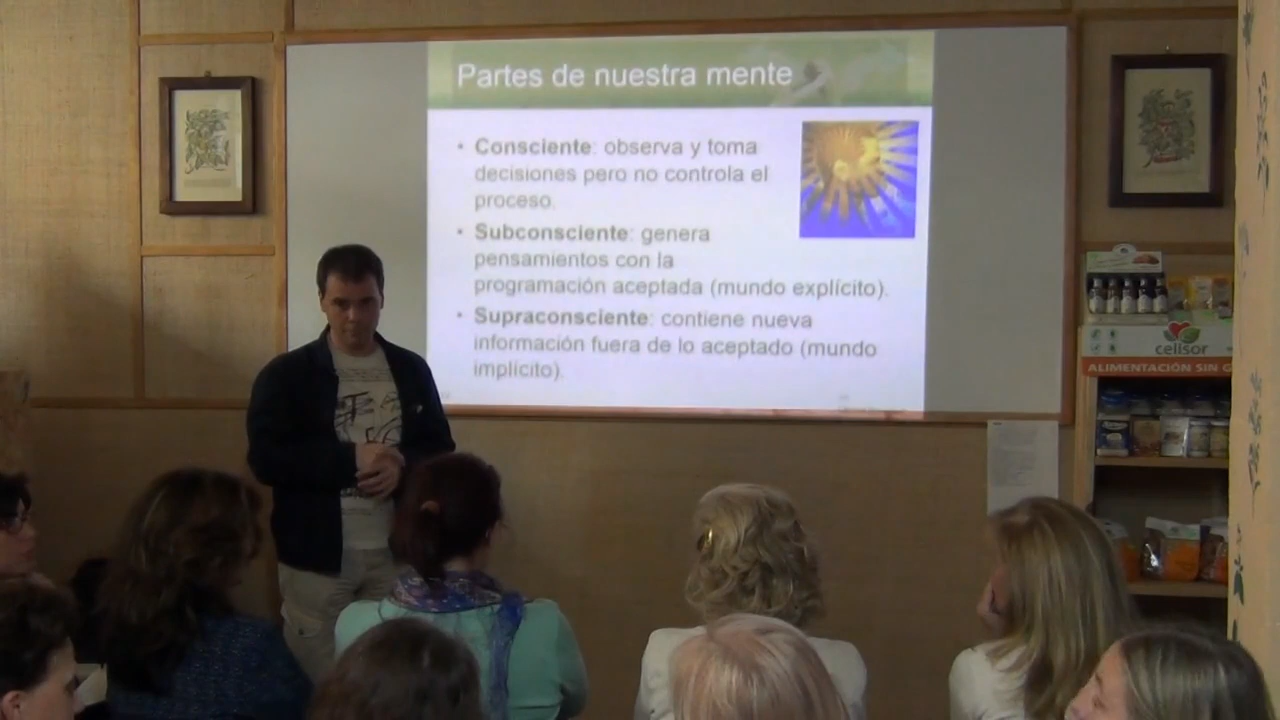 Partes de nuestra mente
• Consciente: observa y toma
decisiones pero no controla el
proceso.
• Subconsciente: genera
pensamientos con la
programación aceptada (mundo explícito).
• Supraconsciente: contiene nueva
información fuera de lo aceptado (mundo
implícito).
celisor
ALIMENTACIÓN SIN G